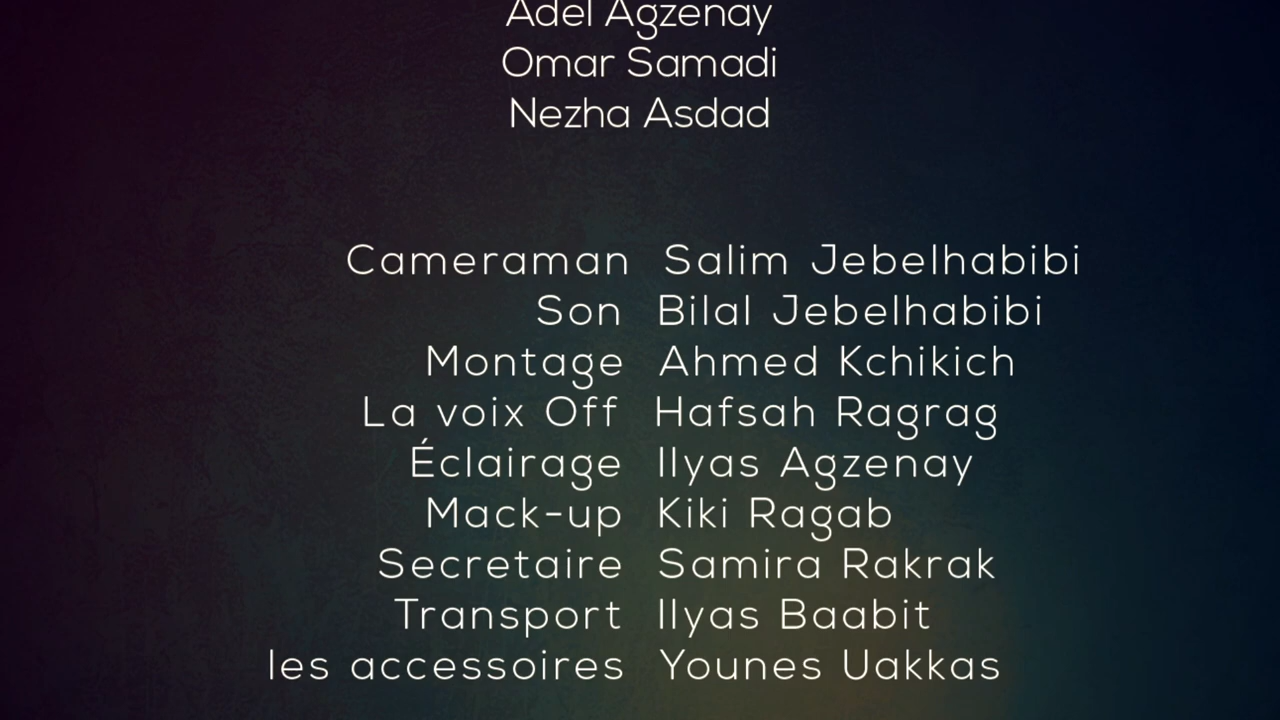 Adel Agzenay
Omar Samadi
Nezha Asdad
Cameraman Salim Jebelhabibi
Son Bilal Jebelhabibi
Montage Ahmed Kchikich
La voix Off Hafsah Ragrag
Éclairage Ilyas Agzenay
Mack-up Kiki Ragab
Secretaire Samira Rakrak
Transport Ilyas Baabit
les accessoires Younes Uakkas